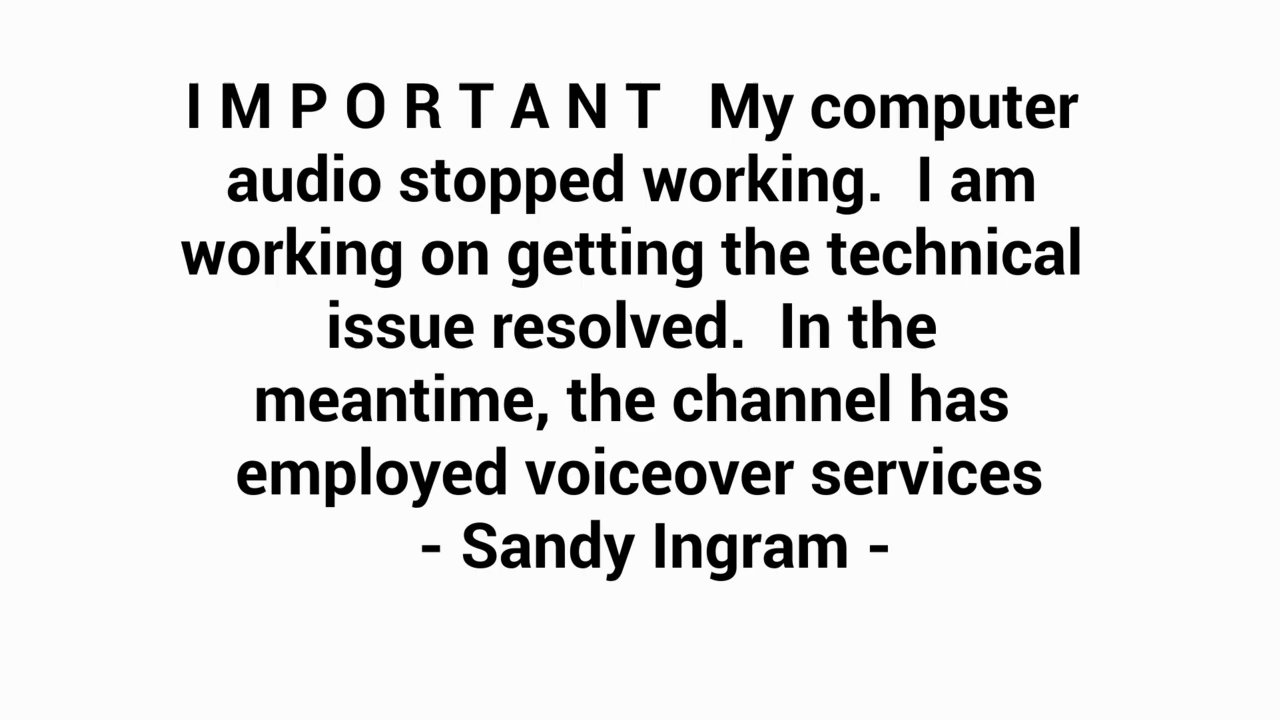 I M P O R T A N T   My computer
audio stopped working.  I am
working on getting the technical
issue resolved.  In the
meantime, the channel has
employed voiceover services
- Sandy Ingram -